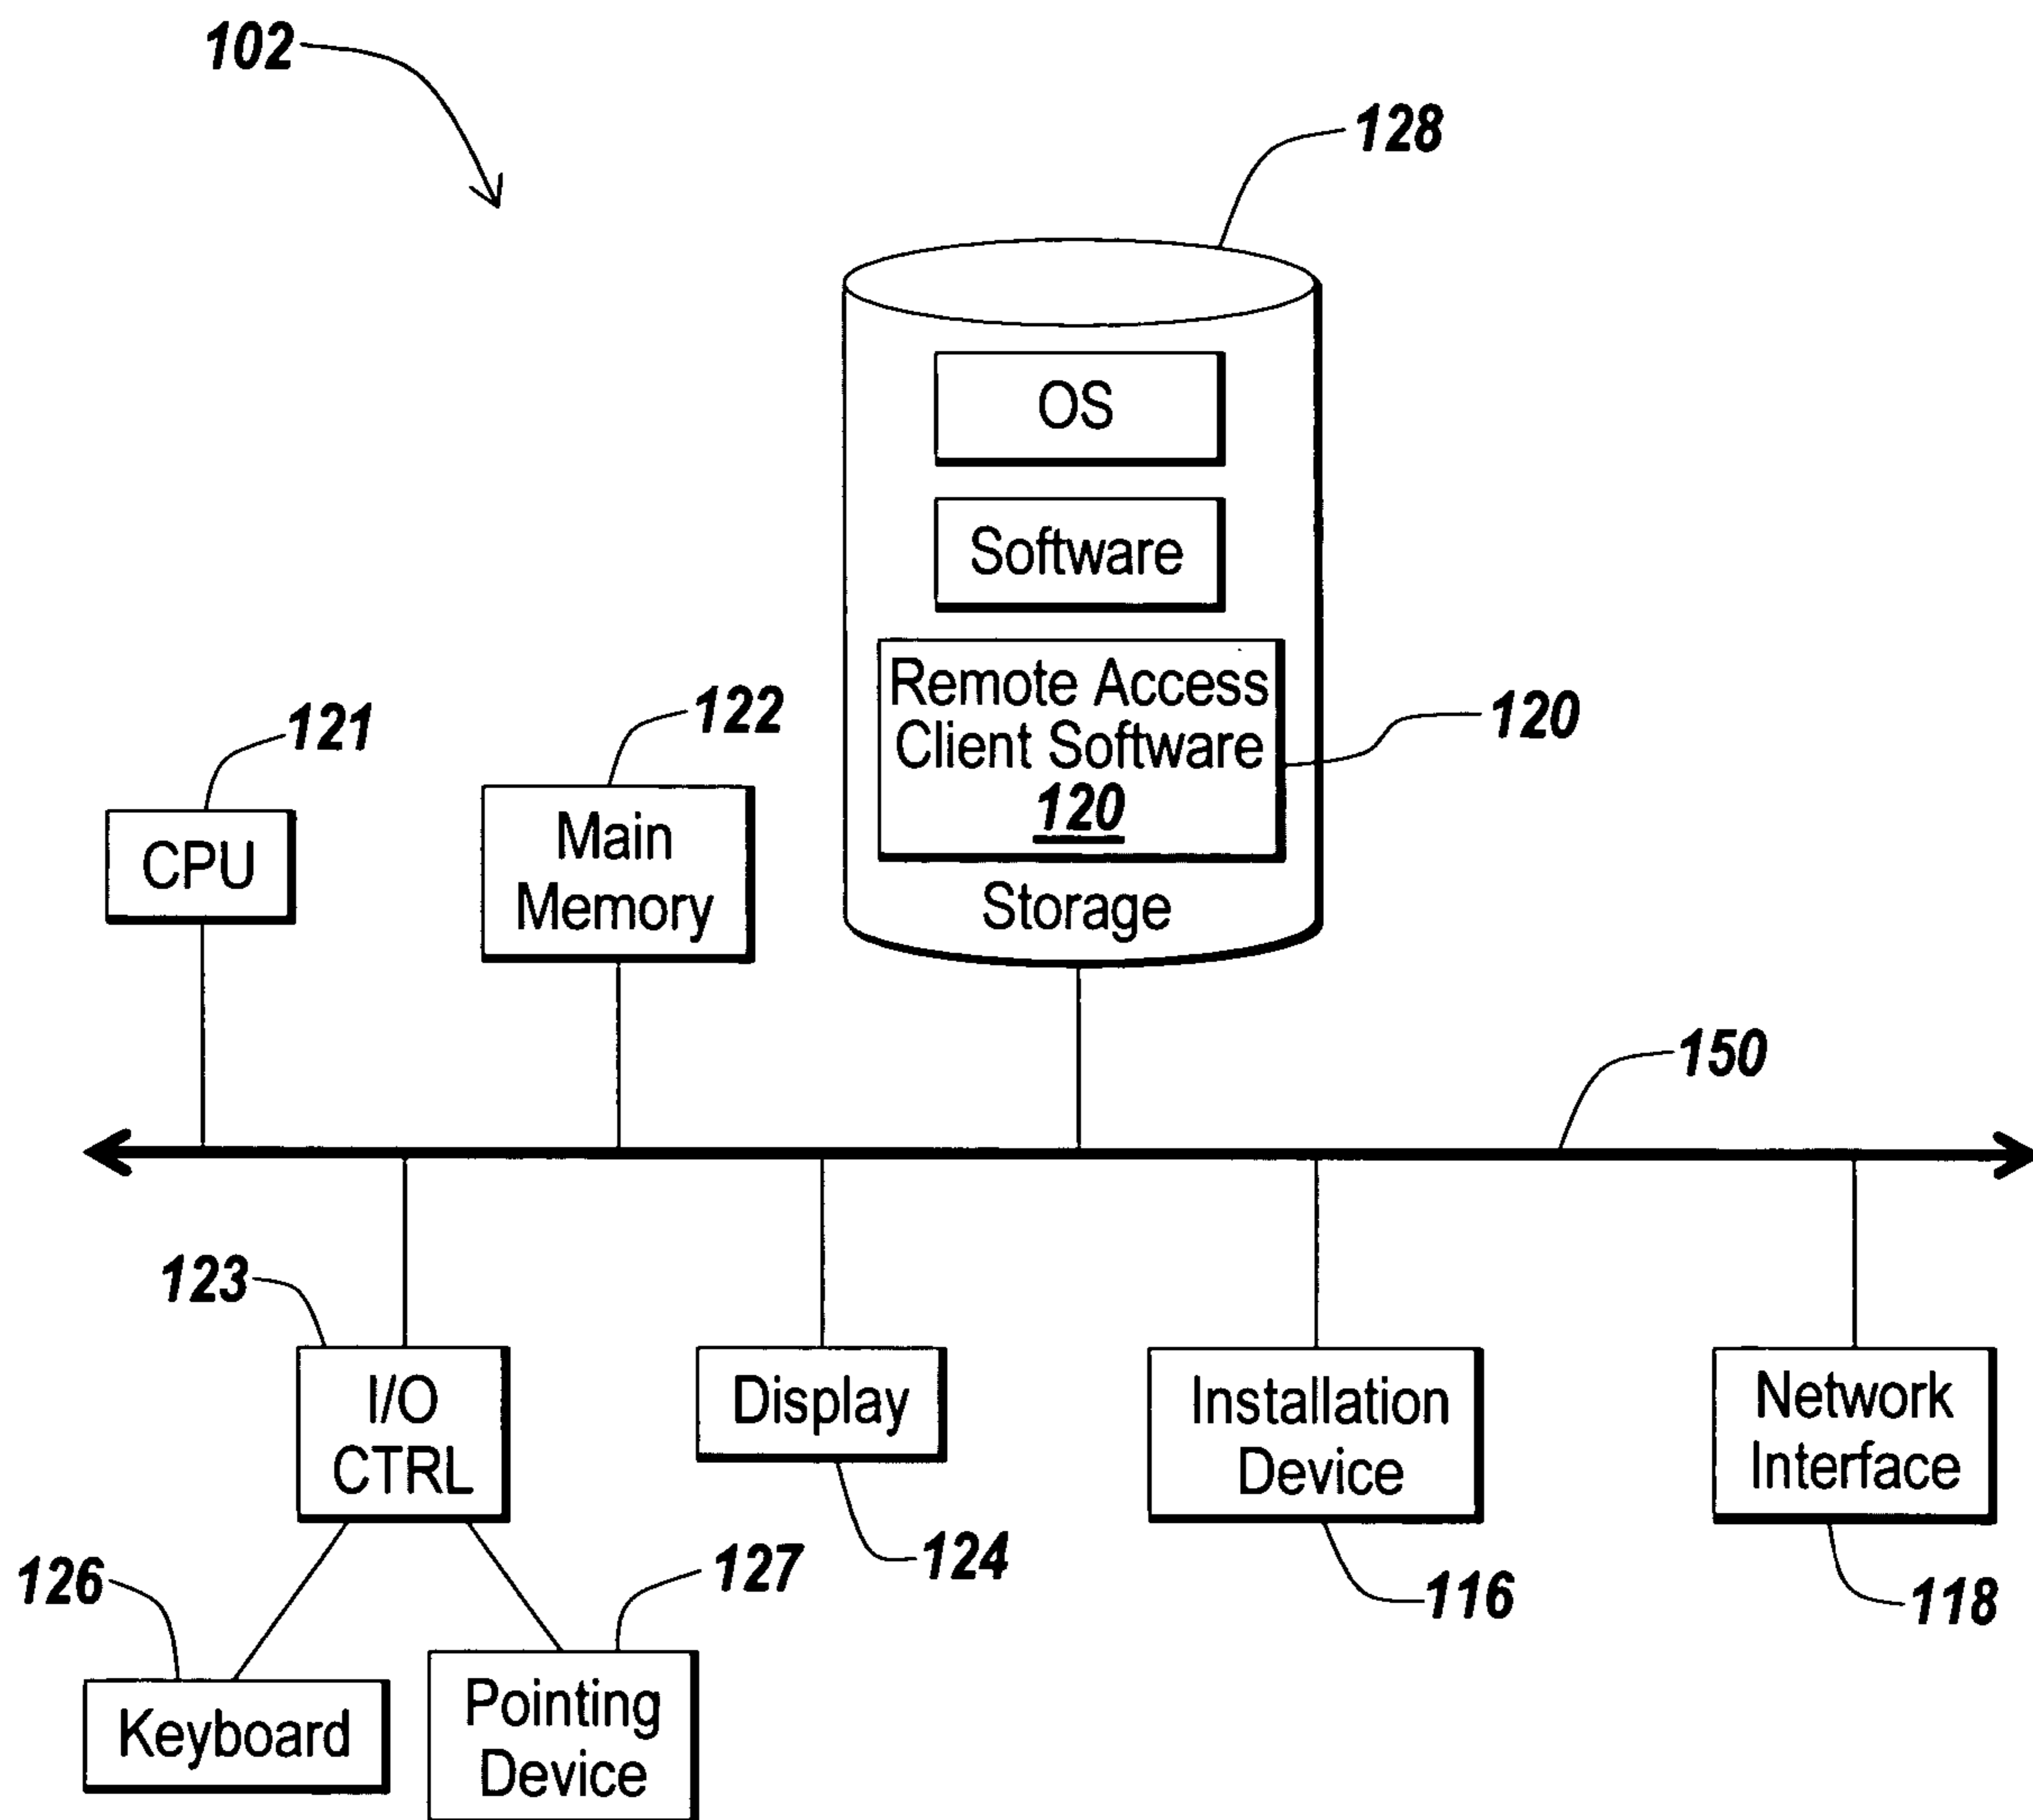 102
128
OS
Software
Remote Access
Client Software
120
120
Storage
121
CPU
122
Main
Memory
150
123
I/O
CTRL
Display
124
Installation
Device
116
Network
Interface
118
126
Keyboard
127
Pointing
Device